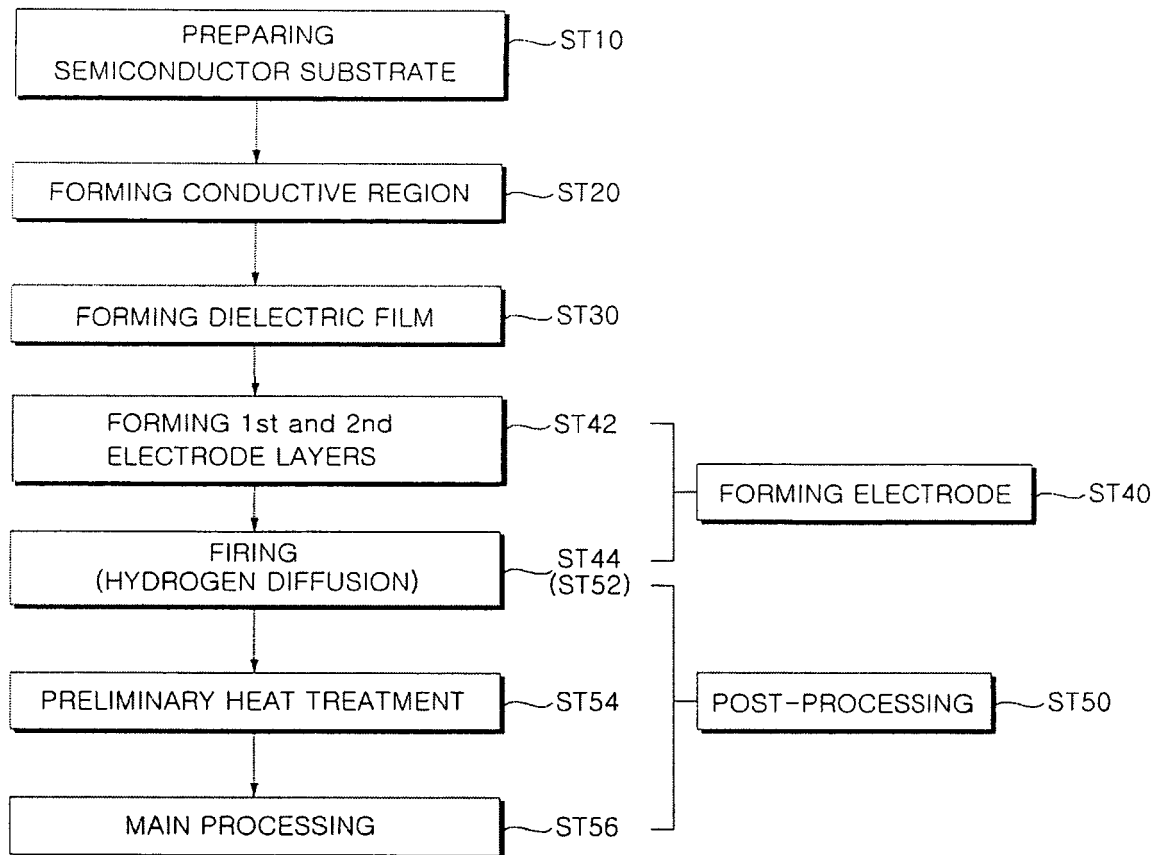 PREPARING
SEMICONDUCTOR SUBSTRATE
ST10
FORMING CONDUCTIVE REGION
ST20
FORMING DIELECTRIC FILM
ST30
FORMING 1st and 2nd
ELECTRODE LAYERS
ST42
FORMING ELECTRODE
ST40
FIRING
(HYDROGEN DIFFUSION)
ST44
(ST52)
PRELIMINARY HEAT TREATMENT
ST54
POST-PROCESSING
ST50
MAIN PROCESSING
ST56